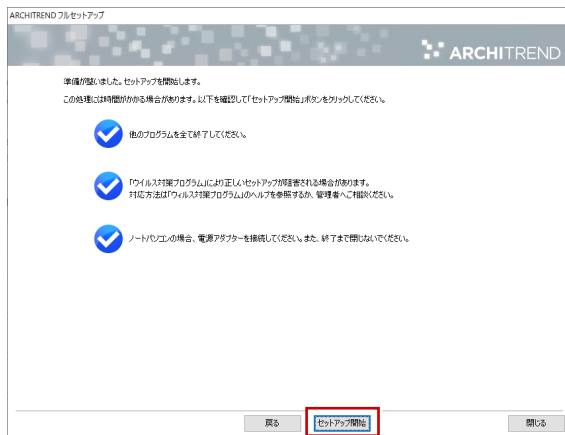 ARCHITREND フルセットアップ
ARCHITREND
準備が整いました。セットアップを開始します。
この処理には時間がかかる場合があります。以下を確認して「セットアップ開始」ボタンをクリックしてください。
他のプログラムを全て終了してください。
「ウイルス対策プログラム」により正しいセットアップが阻害される場合があります。
対応方法は「ウィルス対策プログラム」のヘルプを参照するか、管理者へご相談ください。
ノートパソコンの場合、電源アダプターを接続してください。また、終了まで閉じないでください。
戻る セットアップ開始 閉じる